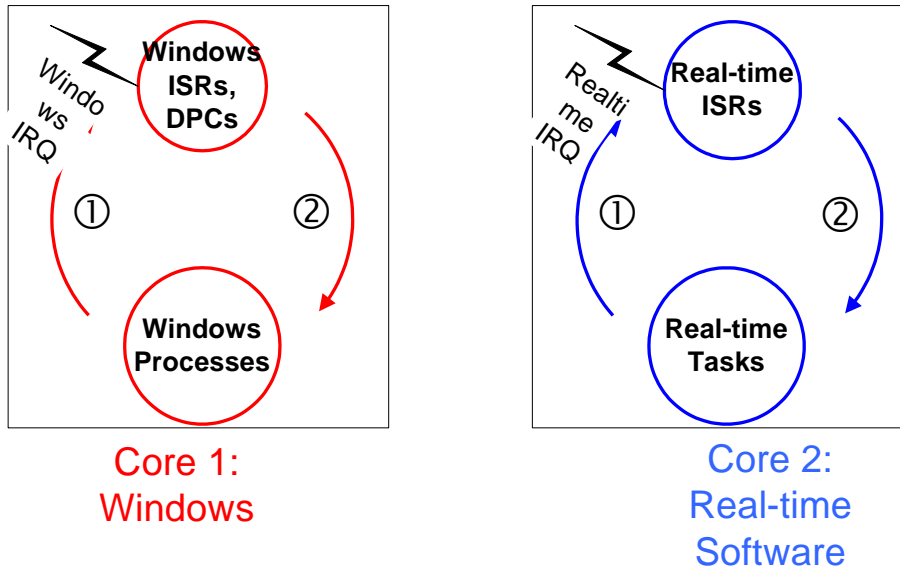 Windows
ISRs,
DPCs
Windo
ws
IRQ
①
②
Windows
Processes
Core 1:
Windows
Real-time
ISRs
Realti
me
IRQ
①
②
Real-time
Tasks
Core 2:
Real-time
Software